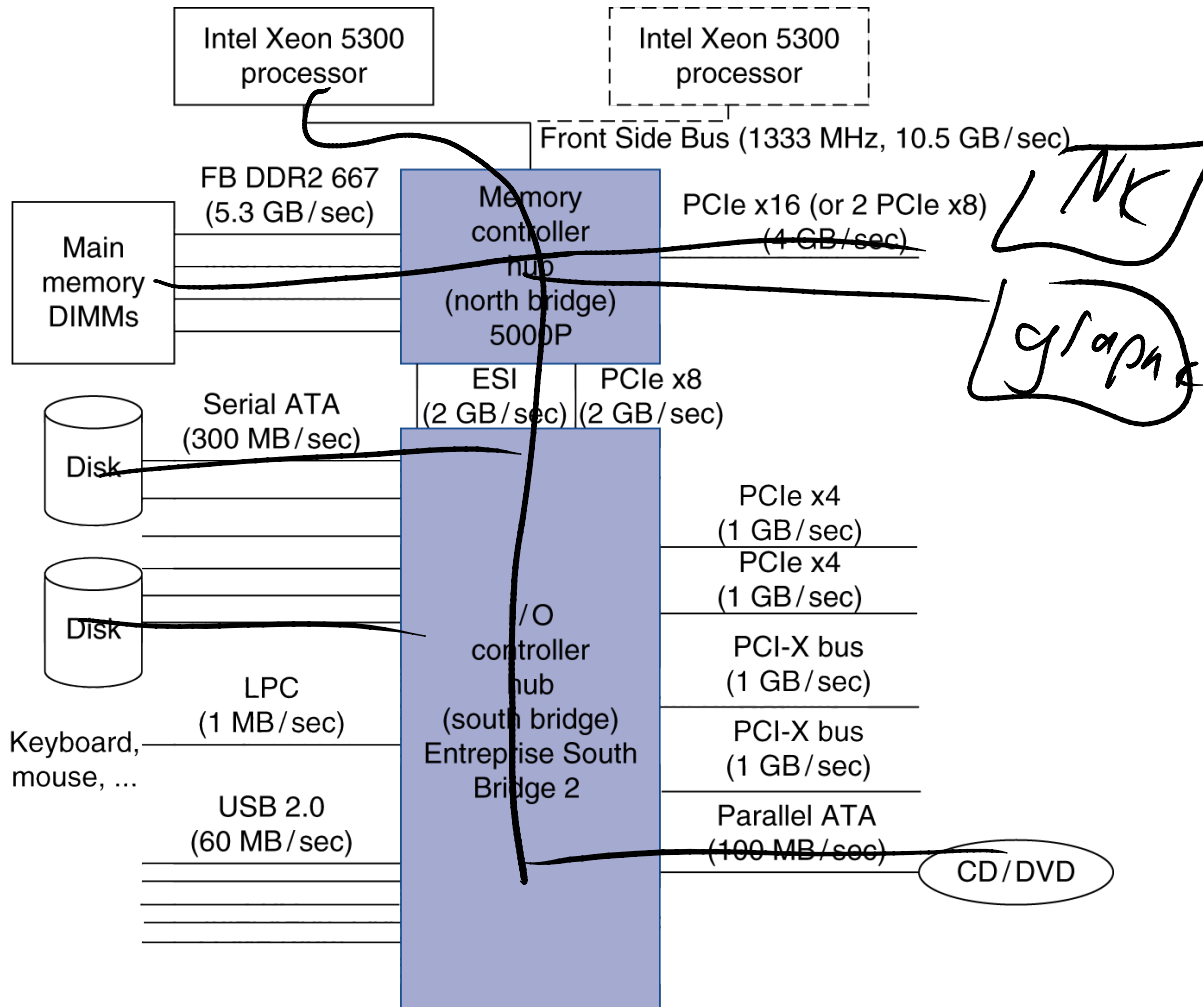 Intel Xeon 5300
processor
Intel Xeon 5300
processor
Front Side Bus (1333 MHz, 10.5 GB/sec)
FB DDR2 667
(5.3 GB/sec)
Main
memory
DIMMs
Memory
controller
hub
(north bridge)
5000P
PCIe x16 (or 2 PCIe x8)
(4 GB/sec)
ESI
(2 GB/sec)
PCIe x8
(2 GB/sec)
Serial ATA
(300 MB/sec)
Disk
Disk
PCIe x4
(1 GB/sec)
PCIe x4
(1 GB/sec)
I/O
controller
hub
(south bridge)
Entreprise South
Bridge 2
PCI-X bus
(1 GB/sec)
PCI-X bus
(1 GB/sec)
LPC
(1 MB/sec)
Keyboard,
mouse, ...
USB 2.0
(60 MB/sec)
Parallel ATA
(100 MB/sec)
CD/DVD